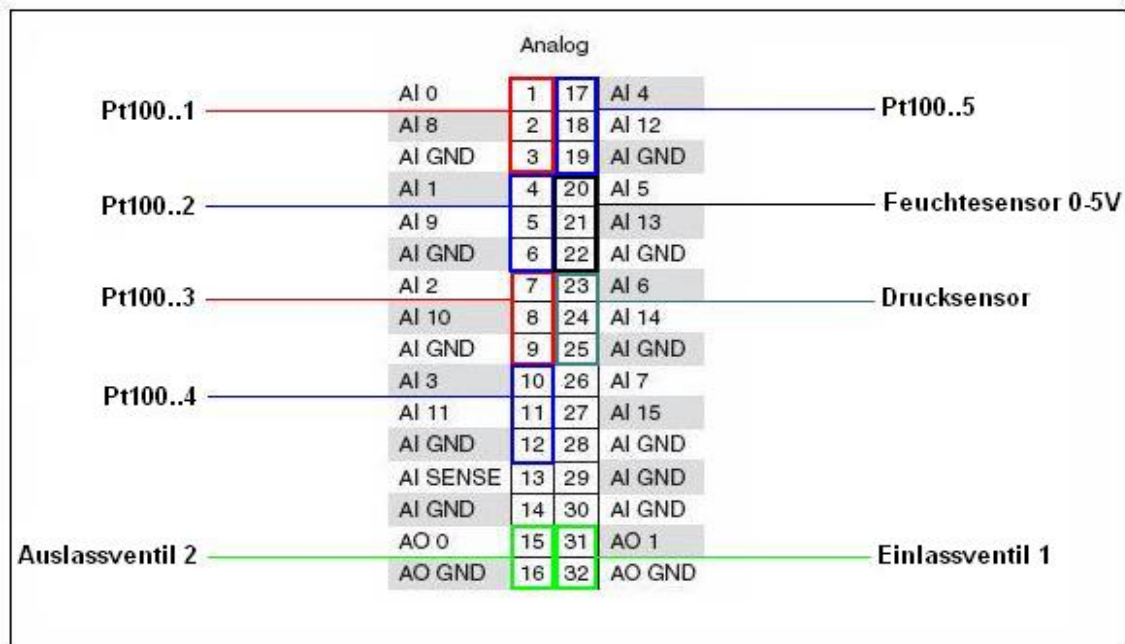 Analog
AI 0 1 17 AI 4
Pt100..1 Pt100..5
AI 8 2 18 AI 12
AI GND 3 19 AI GND
AI 1 4 20 AI 5
Pt100..2 Feuchtesensor 0-5V
AI 9 5 21 AI 13
AI GND 6 22 AI GND
AI 2 7 23 AI 6
Pt100..3 Drucksensor
AI 10 8 24 AI 14
AI GND 9 25 AI GND
AI 3 10 26 AI 7
Pt100..4
AI 11 11 27 AI 15
AI GND 12 28 AI GND
AI SENSE 13 29 AI GND
AI GND 14 30 AI GND
AO 0 15 31 AO 1
Auslassventil 2 Einlassventil 1
AO GND 16 32 AO GND